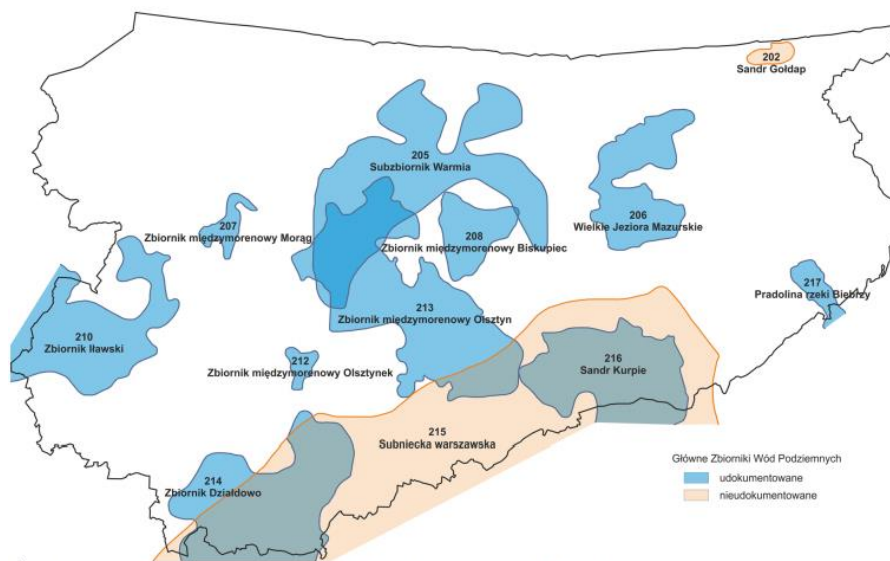 202
Sandr Gołdap
205
Subzbiornik Warmia
207
Zbiornik międzymorenowy Morąg
208
Zbiornik międzymorenowy Biskupiec
206
Wielkie Jeziora Mazurskie
217
Pradolina rzeki Biebrzy
210
Zbiornik Iławski
213
Zbiornik międzymorenowy Olsztyn
212
Zbiornik międzymorenowy Olsztynek
216
Sandr Kurpie
215
Subniecka warszawska
214
Zbiornik Działdowo
Główne Zbiorniki Wód Podziemnych
udokumentowane
nieudokumentowane